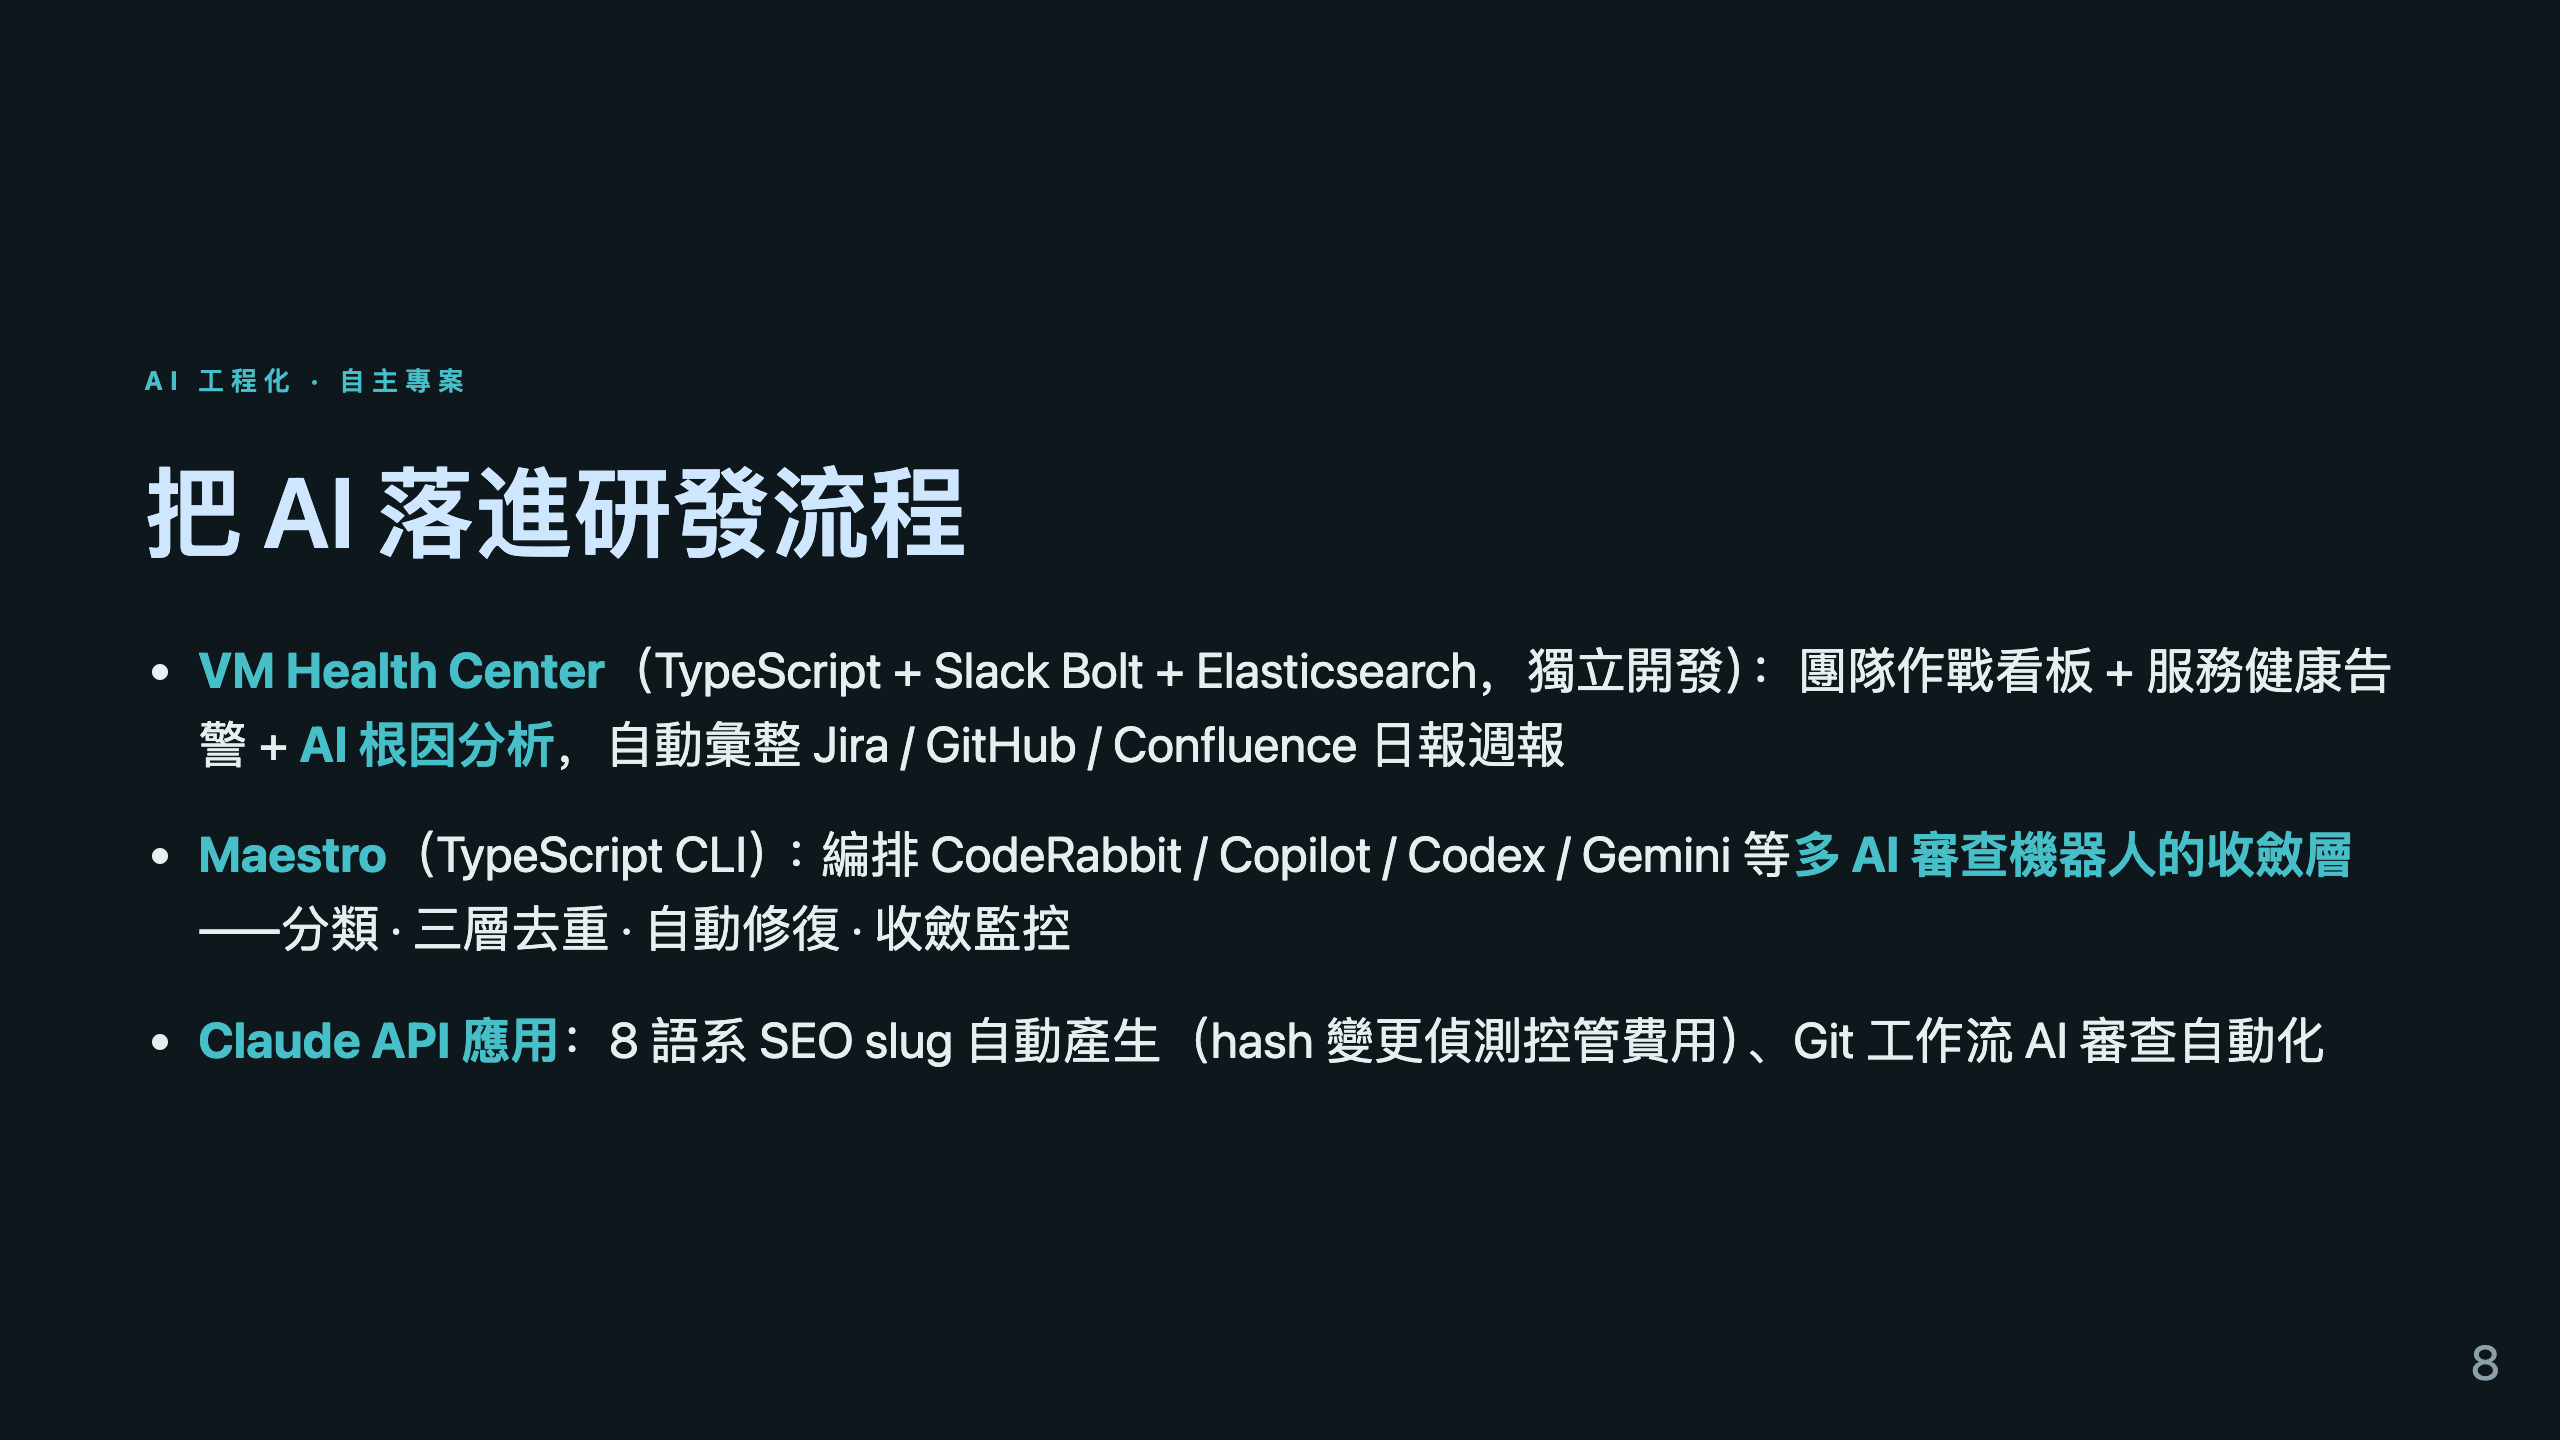 AI 工程化 · 自主專案
把 AI 落進研發流程
• VM Health Center（TypeScript + Slack Bolt + Elasticsearch，獨立開發）：團隊作戰看板 + 服務健康告
警 + AI 根因分析，自動彙整 Jira / GitHub / Confluence 日報週報
• Maestro（TypeScript CLI）：編排 CodeRabbit / Copilot / Codex / Gemini 等多 AI 審查機器人的收斂層
——分類 · 三層去重 · 自動修復 · 收斂監控
• Claude API 應用：8 語系 SEO slug 自動產生（hash 變更偵測控管費用）、Git 工作流 AI 審查自動化
8